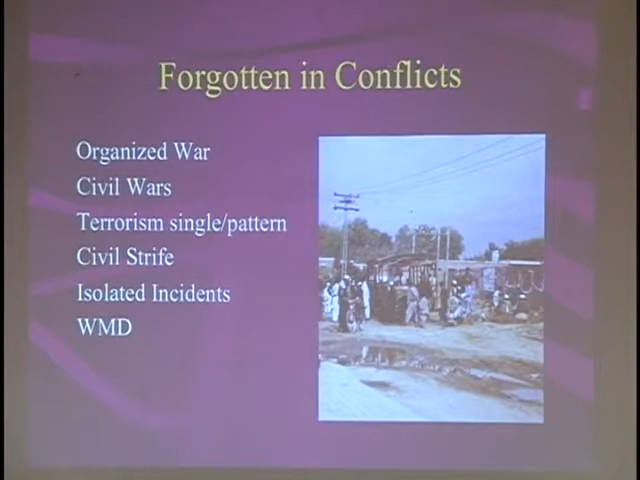 Forgotten in Conflicts
Organized War
Civil Wars
Terrorism single/pattern
Civil Strife
Isolated Incidents
WMD